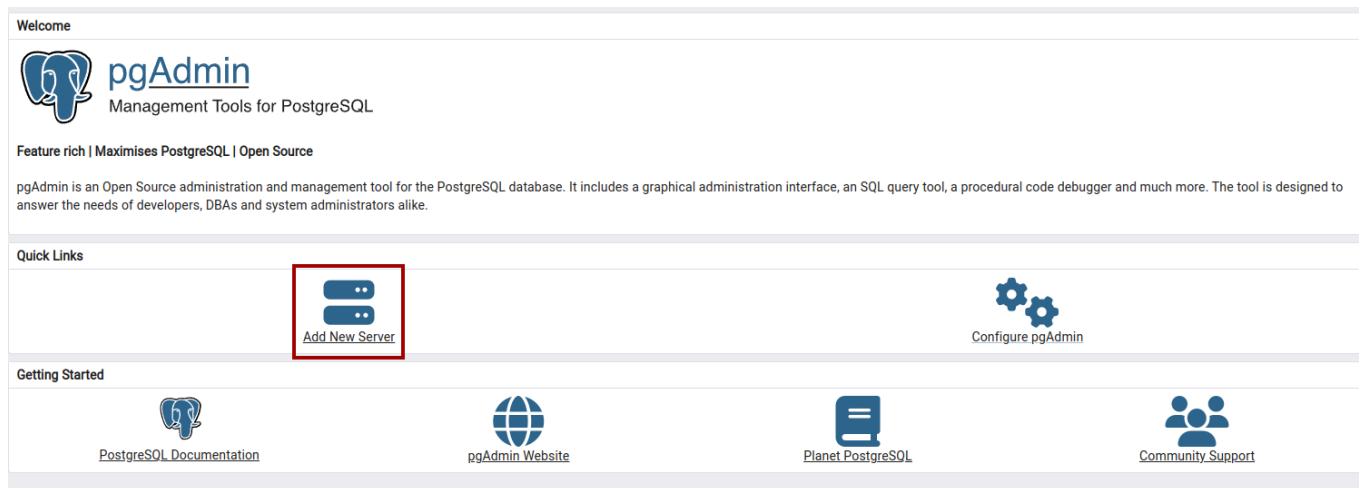 Welcome
pgAdmin
Management Tools for PostgreSQL
Feature rich | Maximises PostgreSQL | Open Source
pgAdmin is an Open Source administration and management tool for the PostgreSQL database. It includes a graphical administration interface, an SQL query tool, a procedural code debugger and much more. The tool is designed to
answer the needs of developers, DBAs and system administrators alike.
Quick Links
Add New Server
Configure pgAdmin
Getting Started
PostgreSQL Documentation
pgAdmin Website
Planet PostgreSQL
Community Support